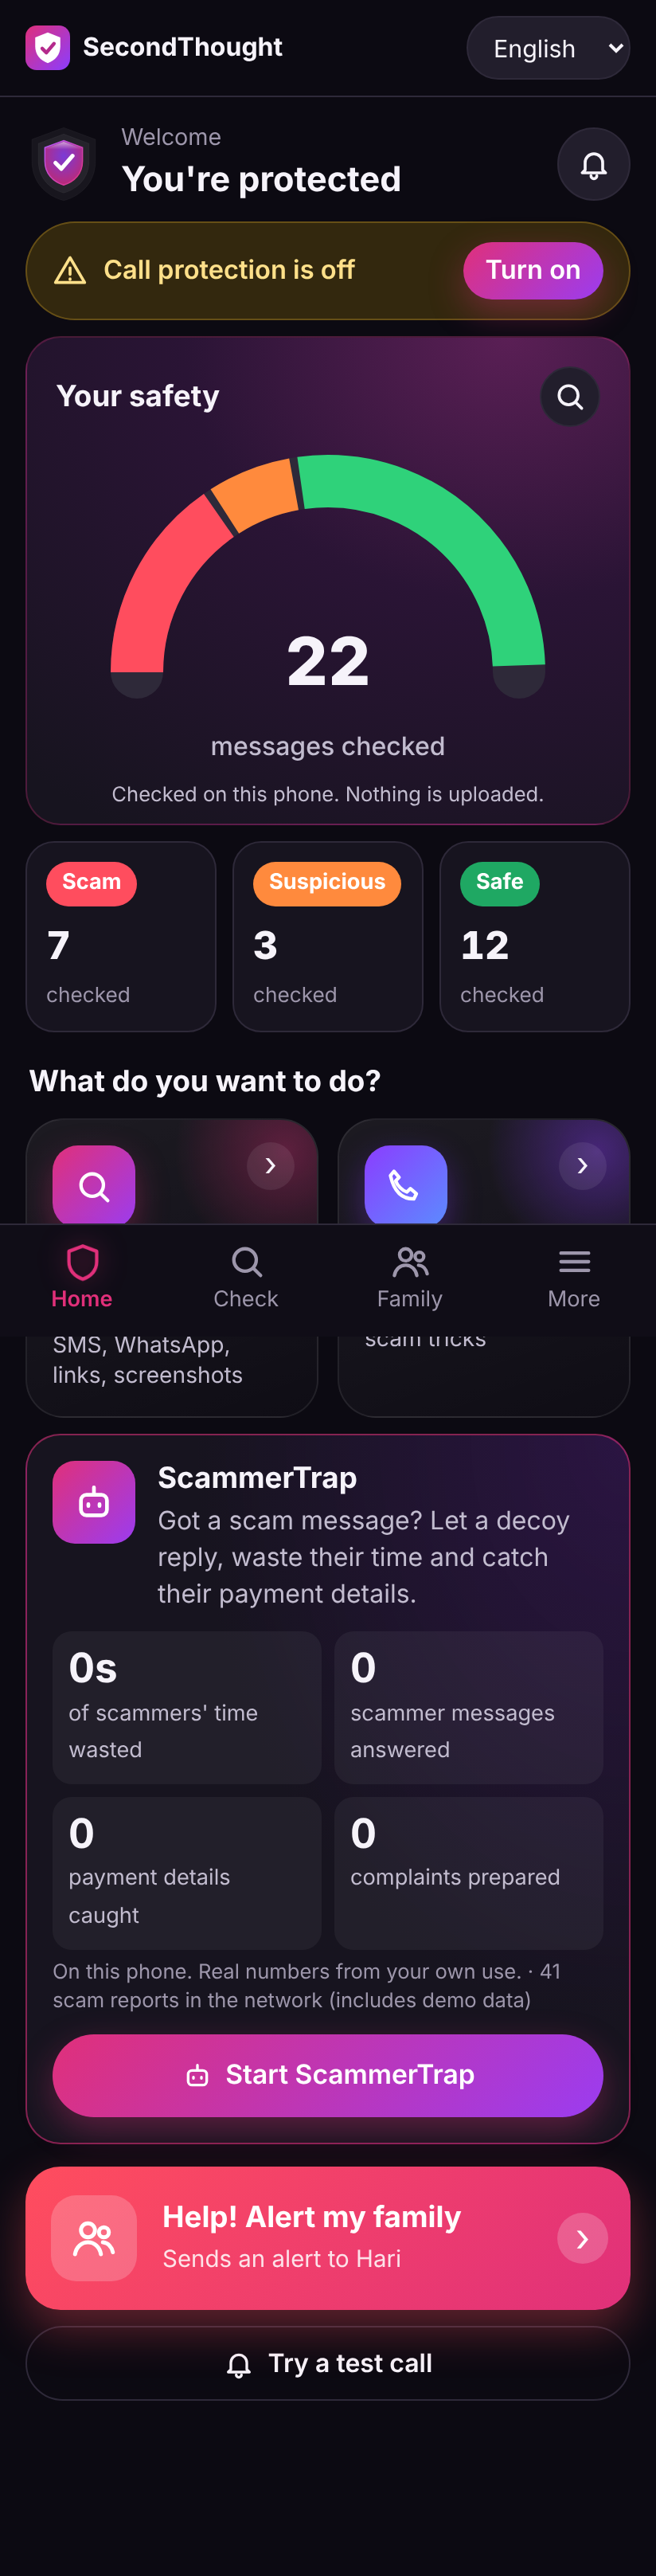 SecondThought
English
Welcome
You're protected
Call protection is off
Turn on
Your safety
22
messages checked
Checked on this phone. Nothing is uploaded.
Scam
Suspicious
Safe
7
3
12
checked
checked
checked
What do you want to do?
Home
Check
Family
More
SMS, WhatsApp,
links, screenshots
scam tricks
ScammerTrap
Got a scam message? Let a decoy
reply, waste their time and catch
their payment details.
0s
of scammers' time
wasted
0
scammer messages
answered
0
payment details
caught
0
complaints prepared
On this phone. Real numbers from your own use. · 41
scam reports in the network (includes demo data)
Start ScammerTrap
Help! Alert my family
Sends an alert to Hari
Try a test call